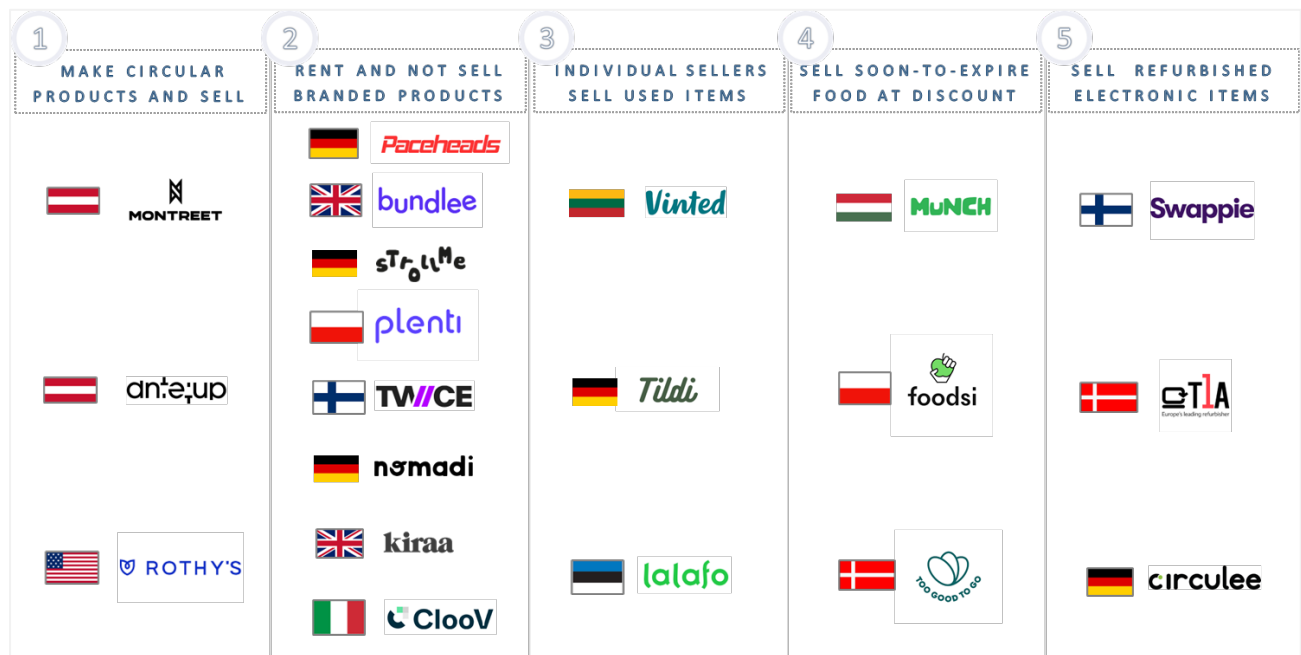 1
MAKE CIRCULAR
PRODUCTS AND SELL
MONTREET
an:e:up
ROTHY'S
2
RENT AND NOT SELL
BRANDED PRODUCTS
Paceheads
bundlee
sTrollMe
plenti
TWICE
nomadi
kiraa
ClooV
3
INDIVIDUAL SELLERS
SELL USED ITEMS
Vinted
Tildi
lalafo
4
SELL SOON-TO-EXPIRE
FOOD AT DISCOUNT
MuNCH
foodsi
TOO GOOD TO GO
5
SELL REFURBISHED
ELECTRONIC ITEMS
Swappie
T1A
Europe's leading refurbisher
circulee